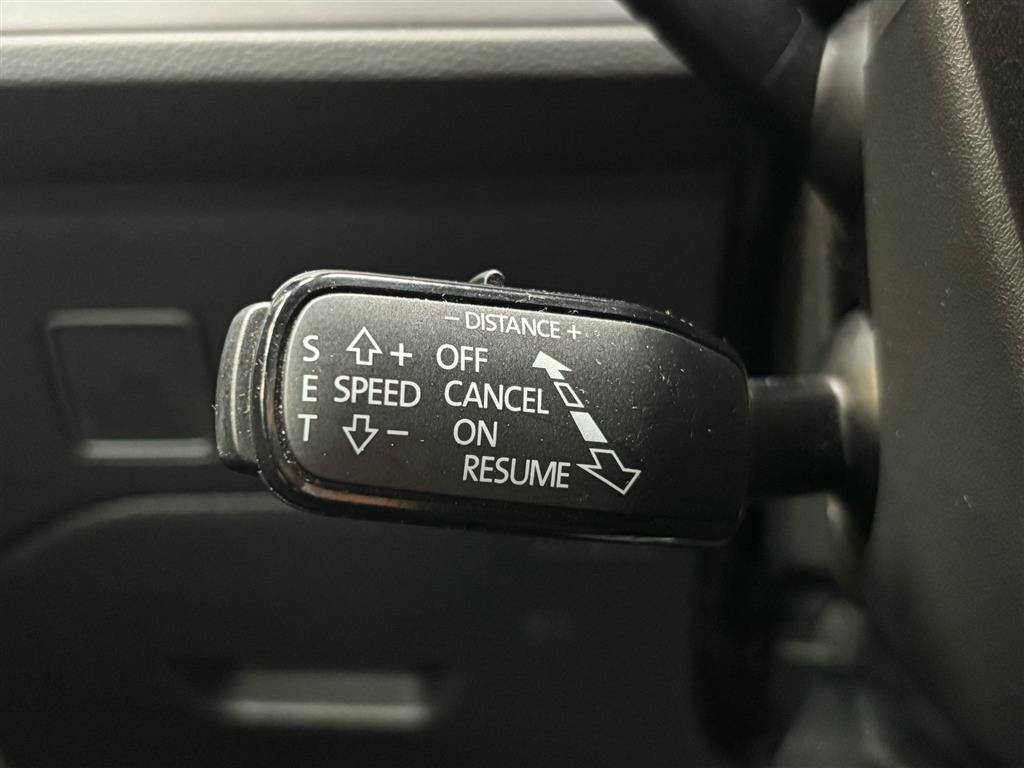 – DISTANCE +
S + OFF
E SPEED CANCEL
T – ON
RESUME